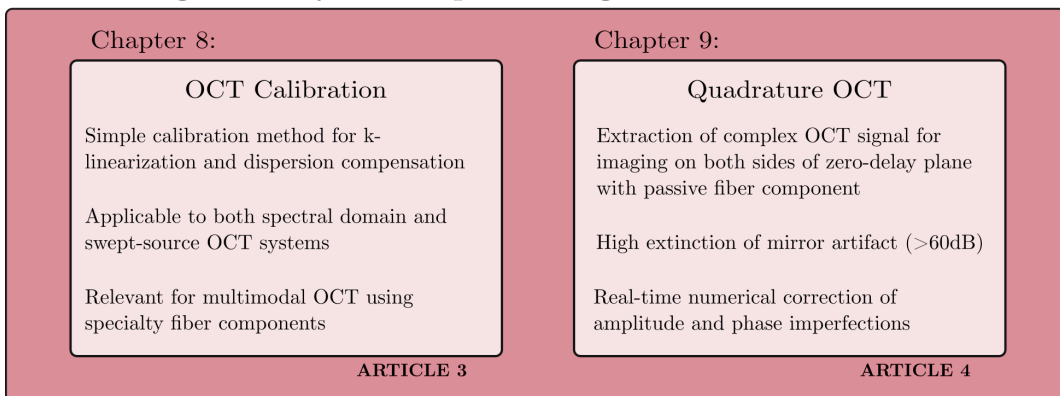 Chapter 8:
OCT Calibration
Simple calibration method for k-
linearization and dispersion compensation
Applicable to both spectral domain and
swept-source OCT systems
Relevant for multimodal OCT using
specialty fiber components
ARTICLE 3
Chapter 9:
Quadrature OCT
Extraction of complex OCT signal for
imaging on both sides of zero-delay plane
with passive fiber component
High extinction of mirror artifact (>60dB)
Real-time numerical correction of
amplitude and phase imperfections
ARTICLE 4